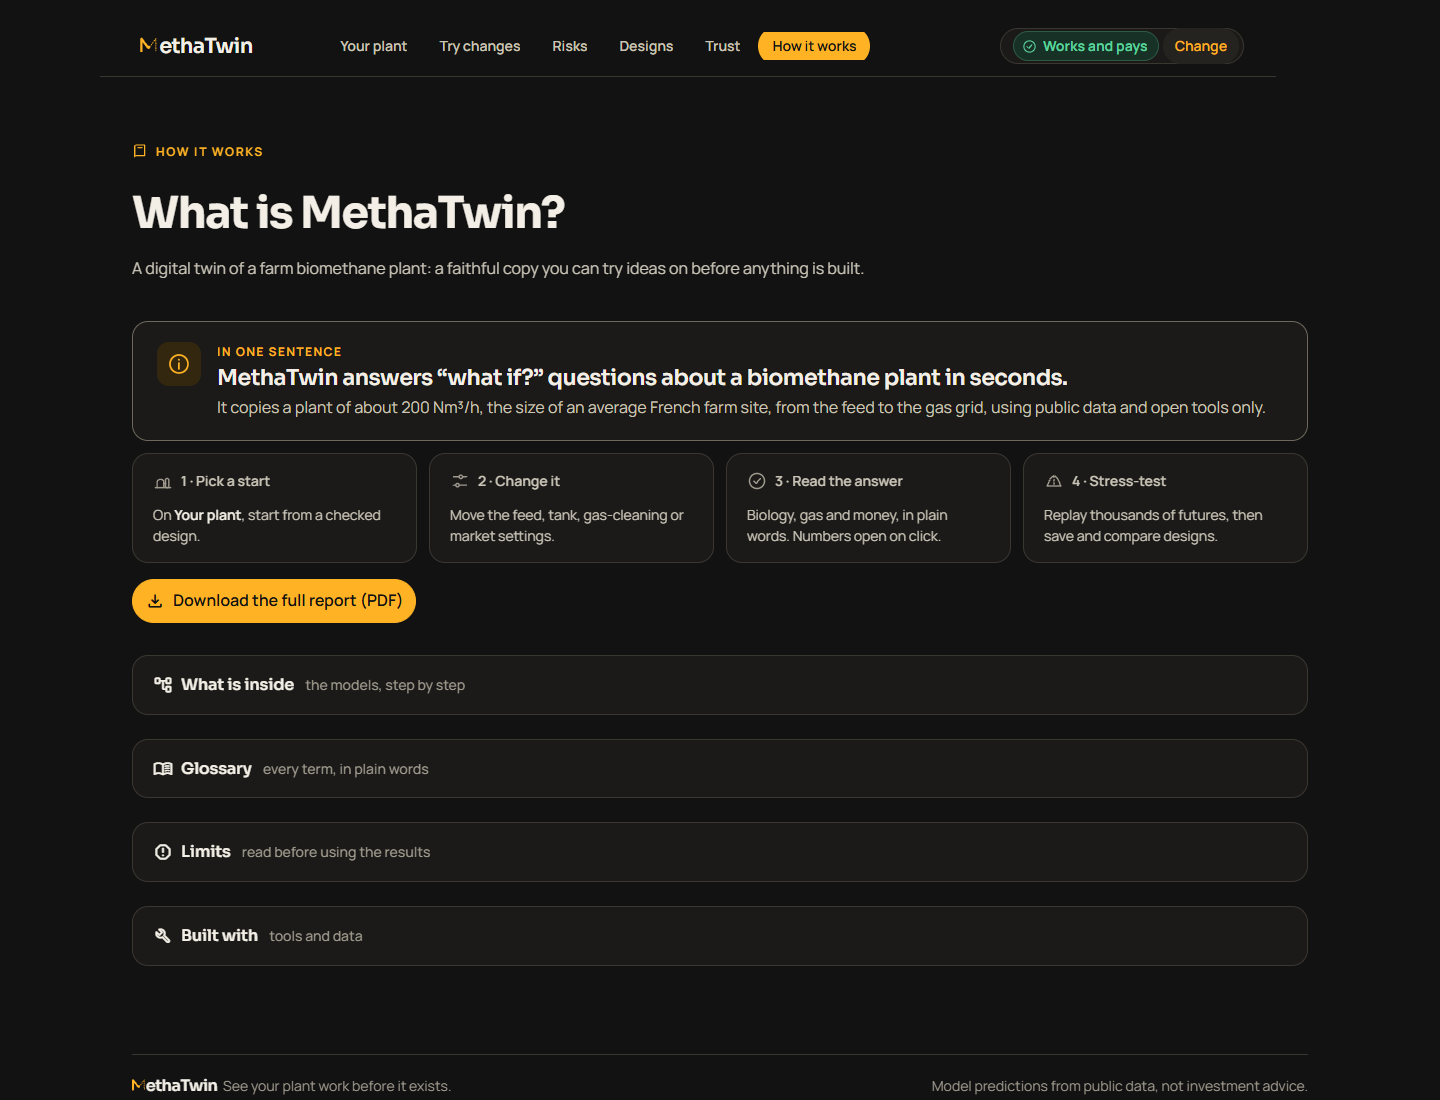 MethaTwin
Your plant
Try changes
Risks
Designs
Trust
How it works
Works and pays
Change
HOW IT WORKS
What is MethaTwin?
A digital twin of a farm biomethane plant: a faithful copy you can try ideas on before anything is built.
IN ONE SENTENCE
MethaTwin answers “what if?” questions about a biomethane plant in seconds.
It copies a plant of about 200 Nm³/h, the size of an average French farm site, from the feed to the gas grid, using public data and open tools only.
1 · Pick a start
On Your plant, start from a checked
design.
2 · Change it
Move the feed, tank, gas-cleaning or
market settings.
3 · Read the answer
Biology, gas and money, in plain
words. Numbers open on click.
4 · Stress-test
Replay thousands of futures, then
save and compare designs.
Download the full report (PDF)
What is inside the models, step by step
Glossary every term, in plain words
Limits read before using the results
Built with tools and data
MethaTwin See your plant work before it exists.
Model predictions from public data, not investment advice.